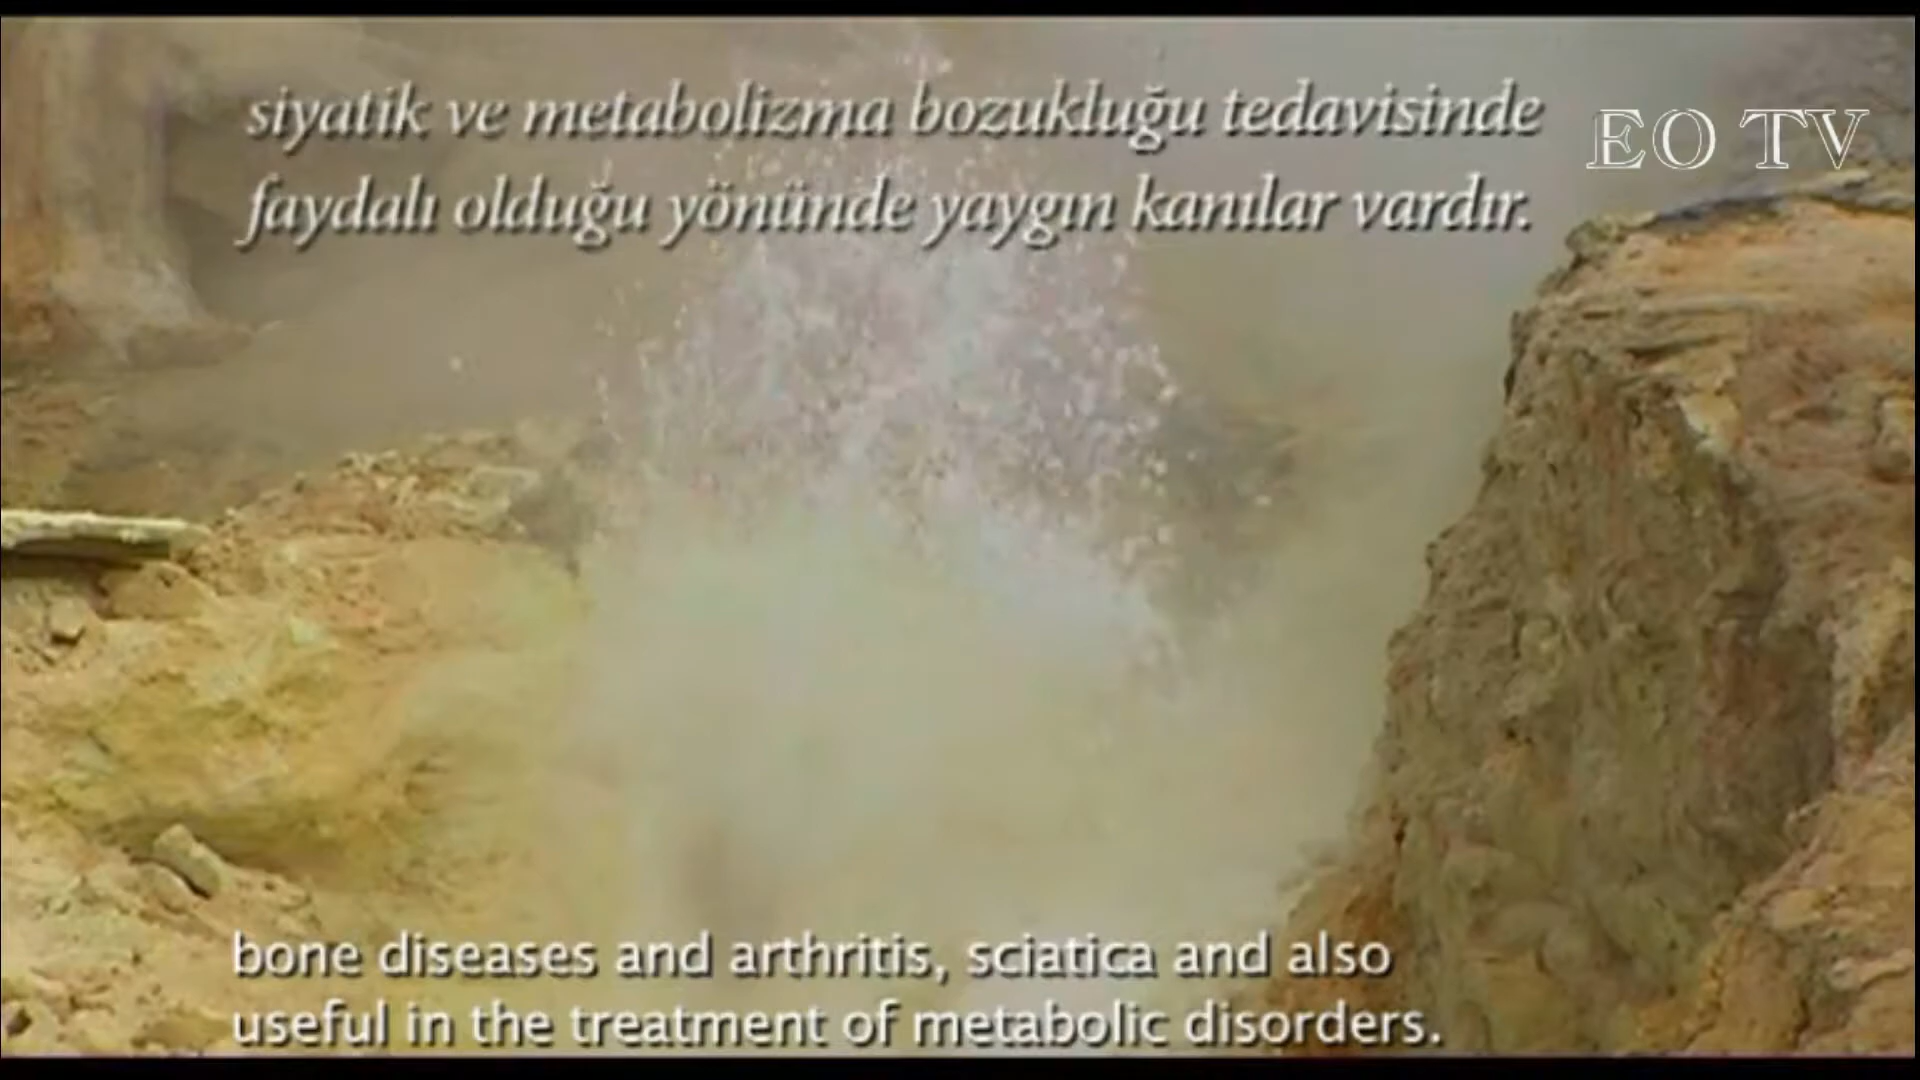 siyatik ve metabolizma bozukluğu tedavisinde
faydalı olduğu yönünde yaygın kanılar vardır.
EO TV
bone diseases and arthritis, sciatica and also
useful in the treatment of metabolic disorders.